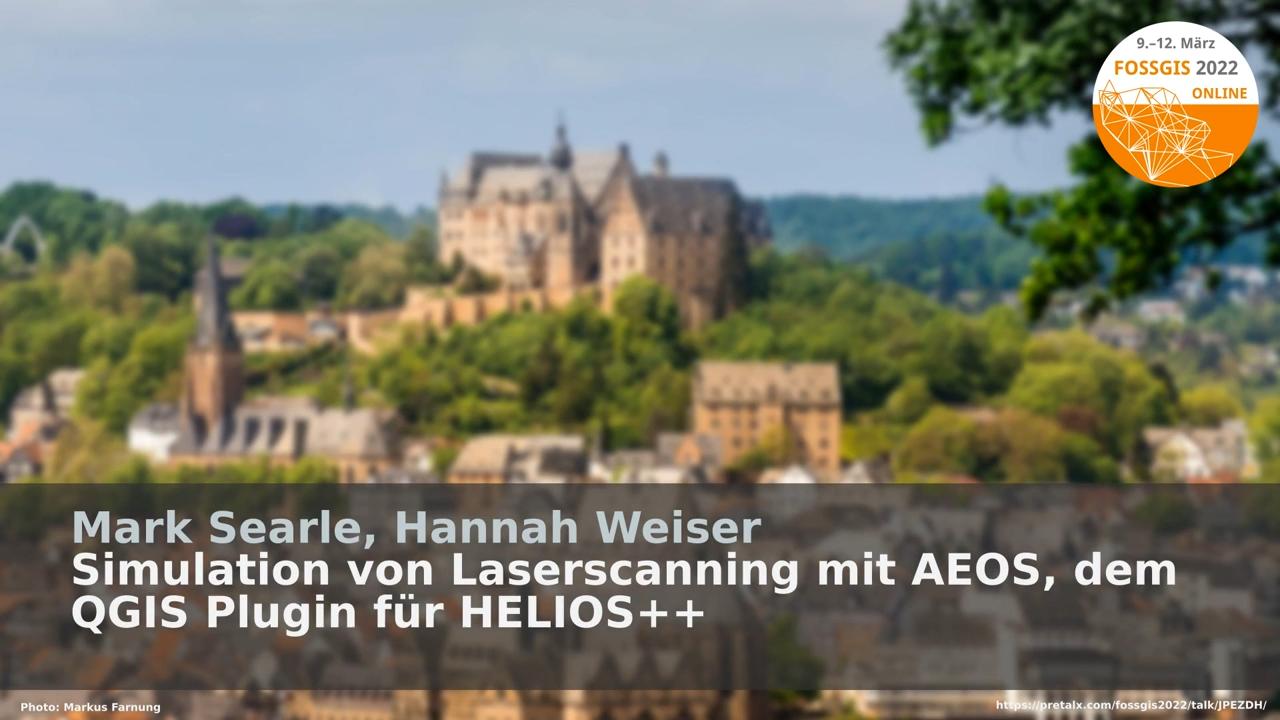 9.–12. März
FOSSGIS 2022
ONLINE
Mark Searle, Hannah Weiser
Simulation von Laserscanning mit AEOS, dem
QGIS Plugin für HELIOS++
Photo: Markus Farnung
https://pretalx.com/fossgis2022/talk/JPEZDH/